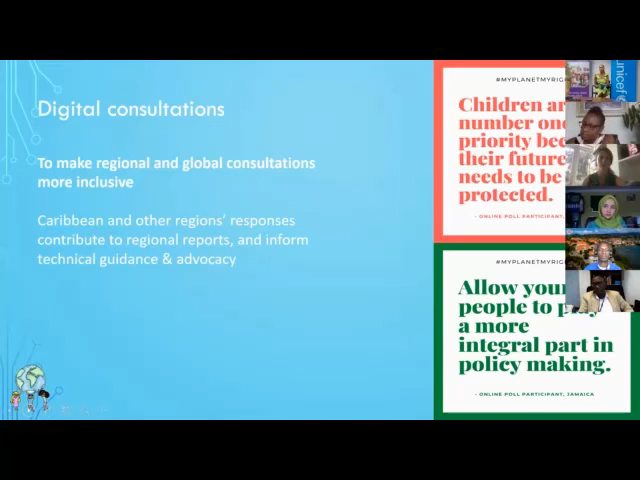 Digital consultations
To make regional and global consultations
more inclusive
Caribbean and other regions' responses
contribute to regional reports, and inform
technical guidance & advocacy
#MYPLANETMYRIG
Children ar
number one
priority bec
their future
needs to be
protected.
- ONLINE POLL PARTICIPANT,
#MYPLANETMYRIG
Allow your
people to p
a more
integral part in
policy making.
- ONLINE POLL PARTICIPANT, JAMAICA
unicef